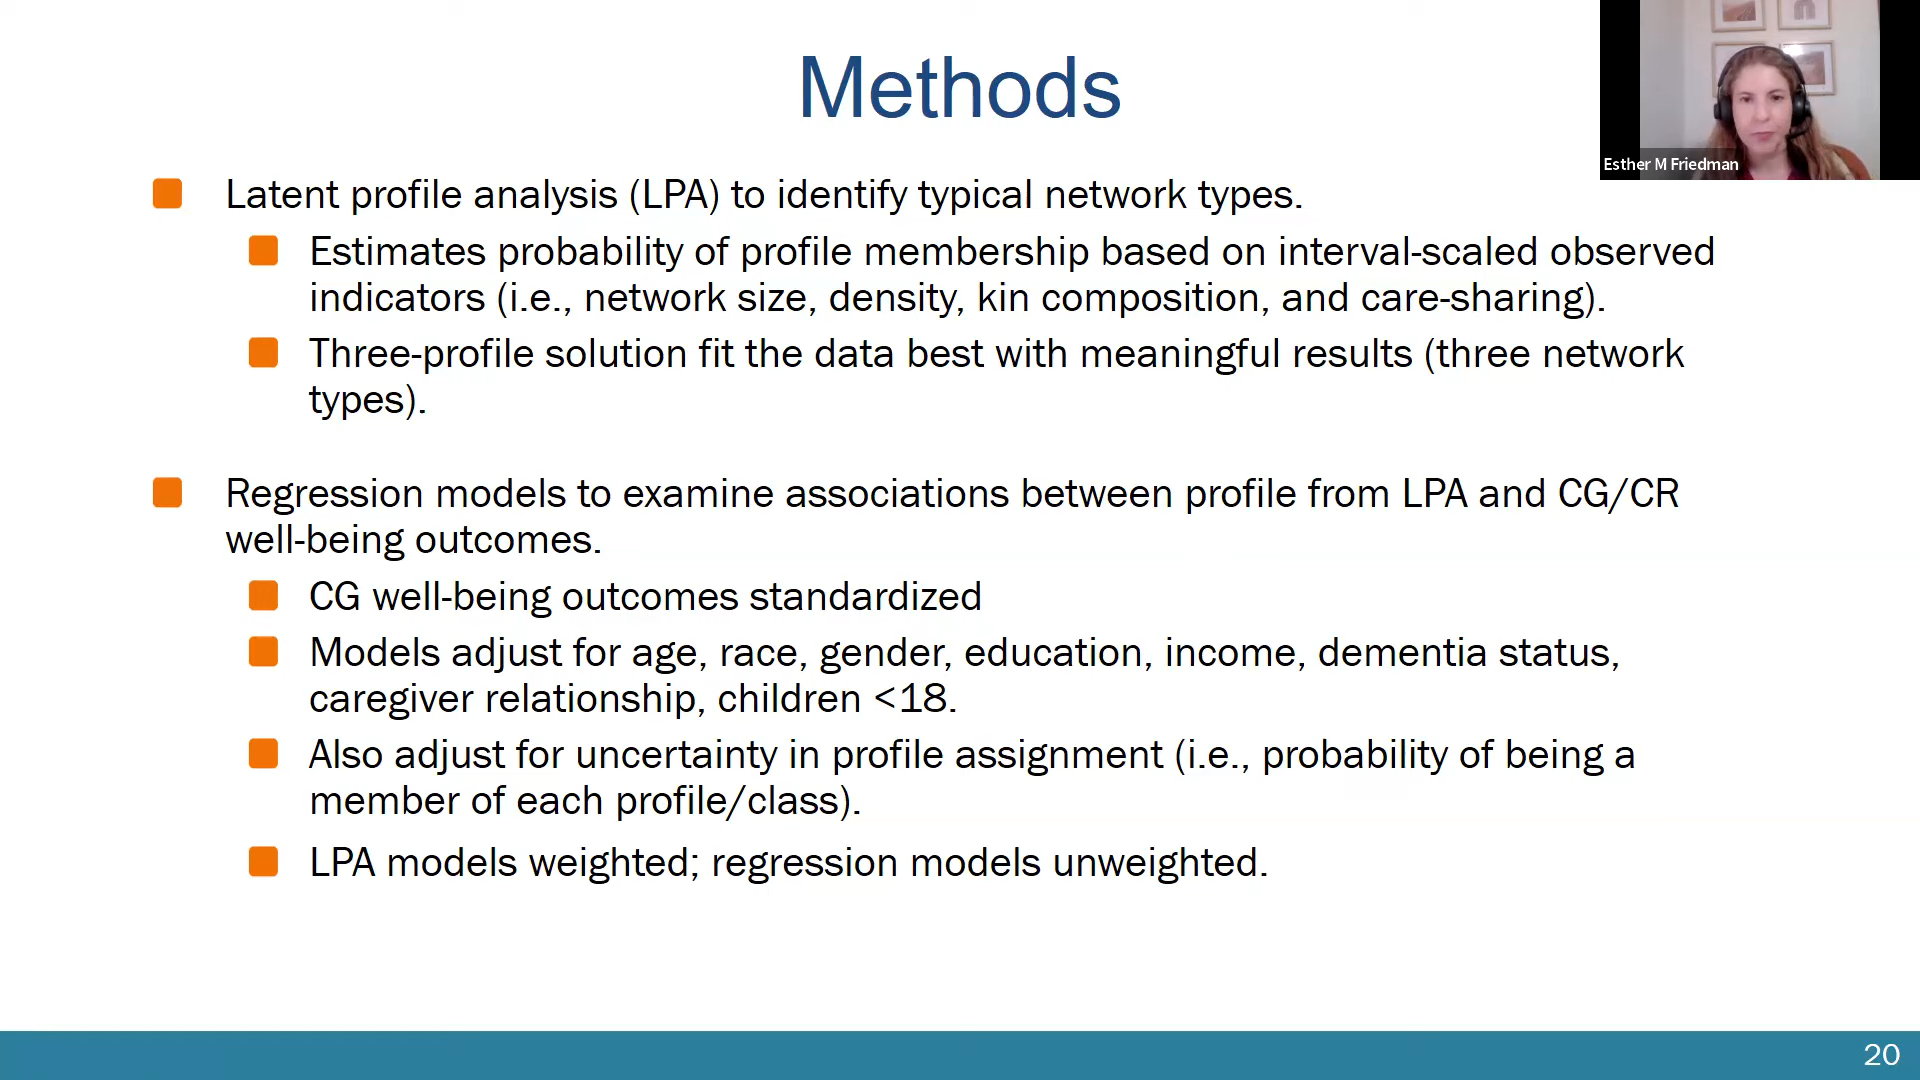 Methods
Esther M Friedman
Latent profile analysis (LPA) to identify typical network types.
Estimates probability of profile membership based on interval-scaled observed
indicators (i.e., network size, density, kin composition, and care-sharing).
Three-profile solution fit the data best with meaningful results (three network
types).
Regression models to examine associations between profile from LPA and CG/CR
well-being outcomes.
CG well-being outcomes standardized
Models adjust for age, race, gender, education, income, dementia status,
caregiver relationship, children <18.
Also adjust for uncertainty in profile assignment (i.e., probability of being a
member of each profile/class).
LPA models weighted; regression models unweighted.
20